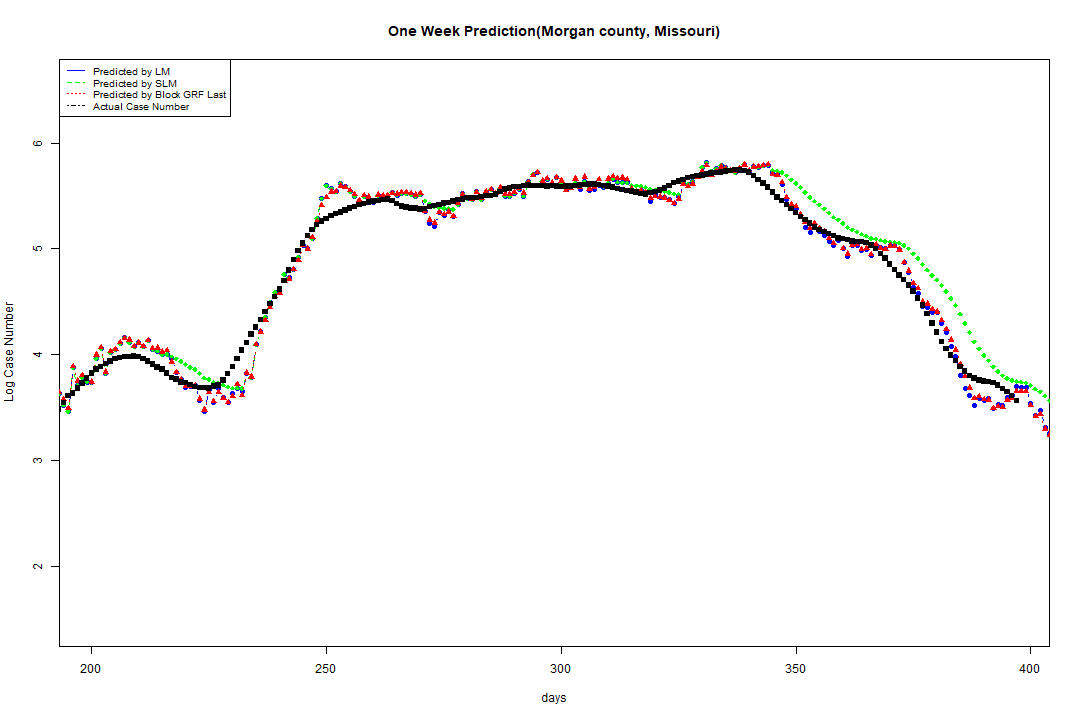 One Week Prediction(Morgan county, Missouri)
Predicted by LM
Predicted by SLM
Predicted by Block GRF Last
Actual Case Number
6
5
4
3
2
Log Case Number
200 250 300 350 400
days